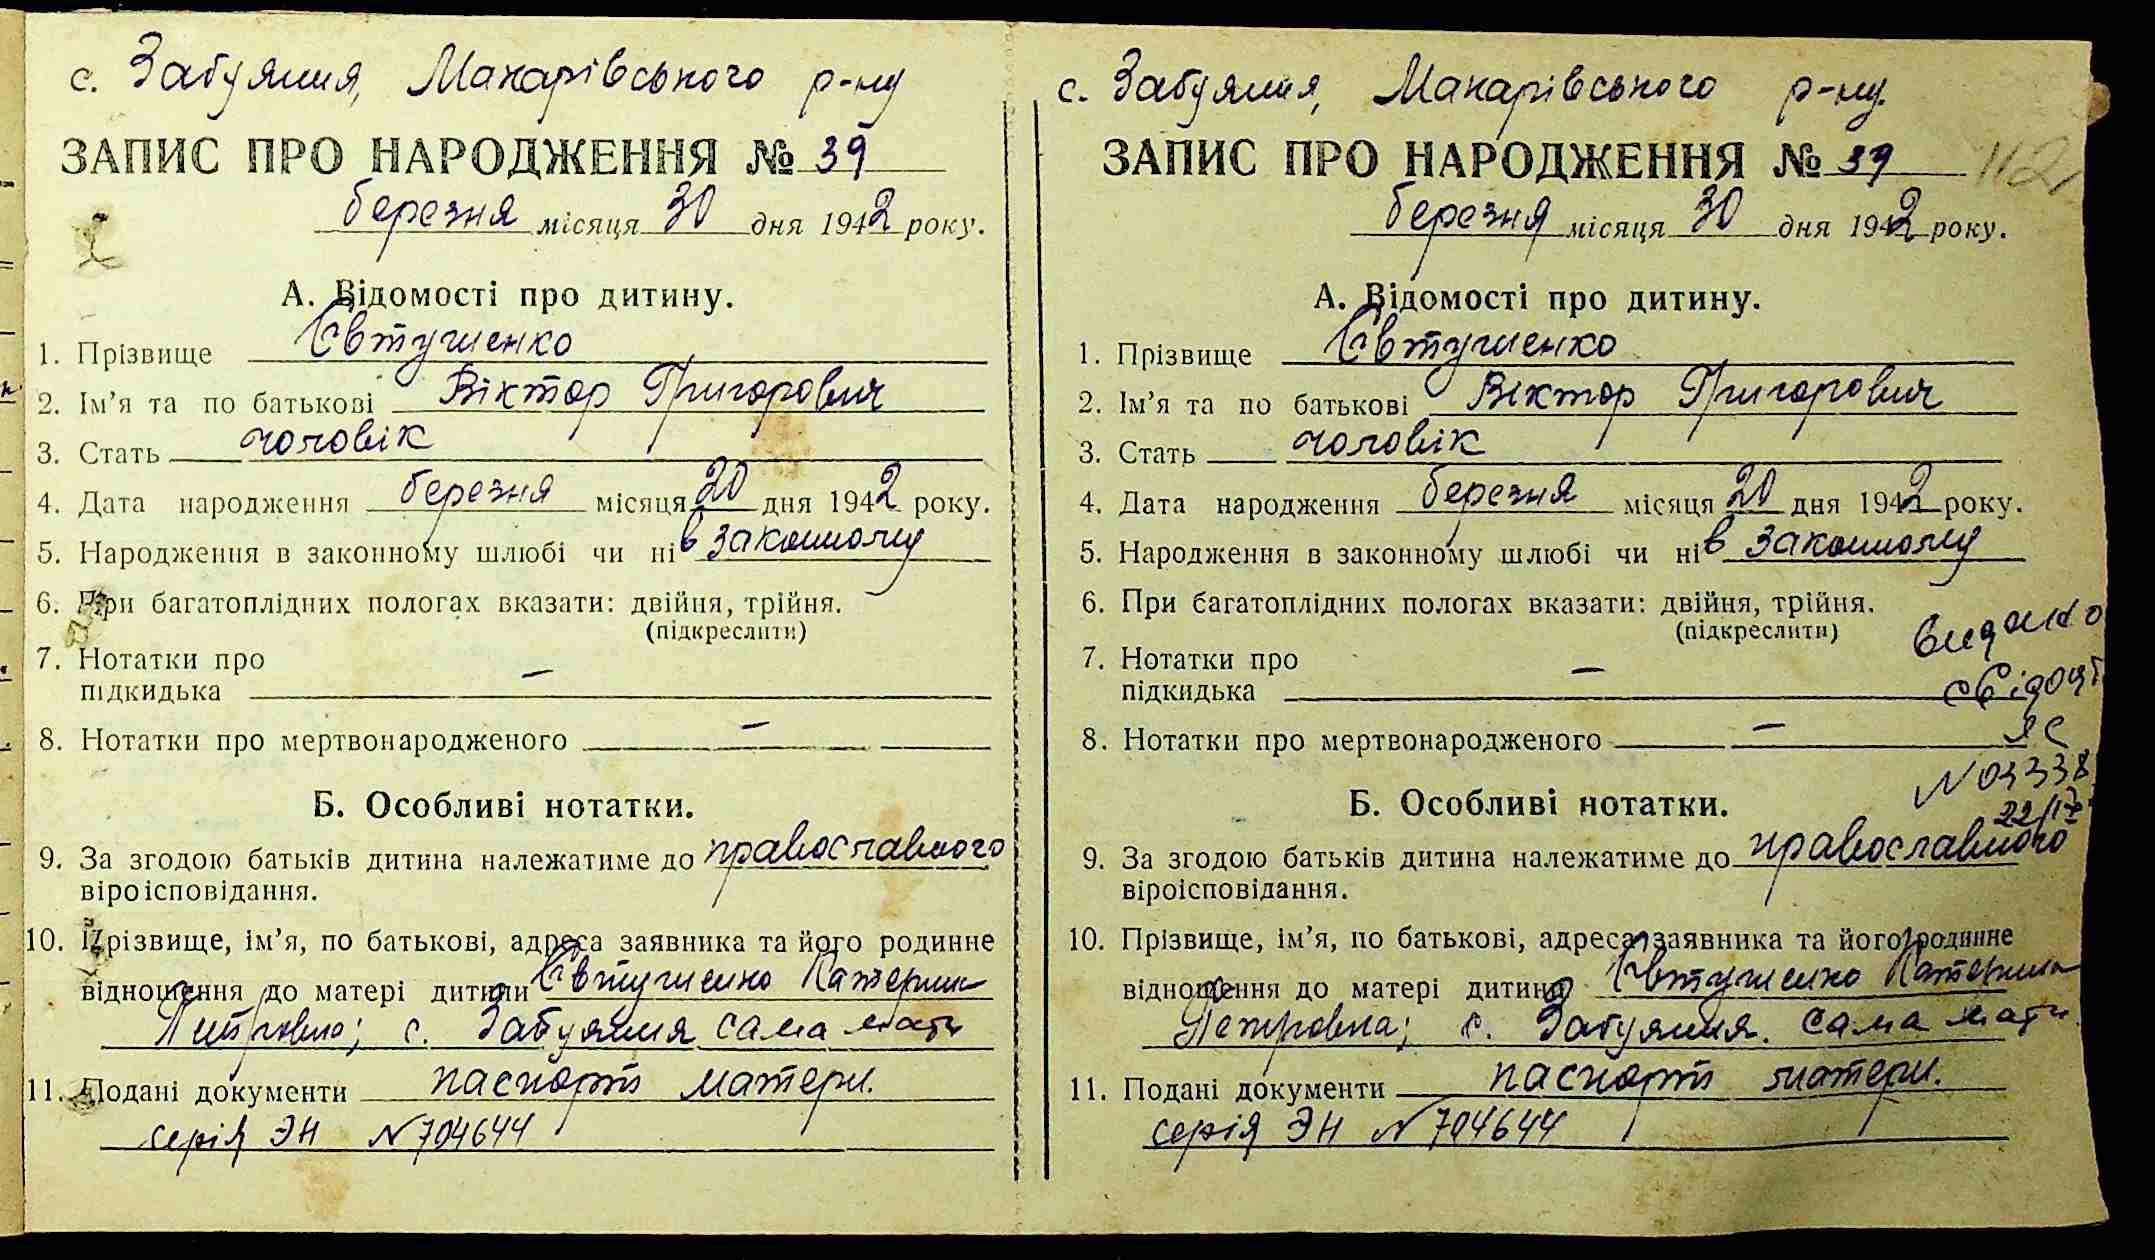 с. Забуяння, Макарівського р-ну
ЗАПИС ПРО НАРОДЖЕННЯ № 39
березня місяця 30 дня 1942 року.
А. Відомості про дитину.
1. Прізвище Євтушенко
2. Ім’я та по батькові Віктор Григорович
3. Стать чоловік
4. Дата народження березня місяця 20 дня 1942 року.
5. Народження в законному шлюбі чи ні в законному
6. При багатоплідних пологах вказати: двійня, трійня.
(підкреслити)
7. Нотатки про
підкидька —
8. Нотатки про мертвонародженого —
Б. Особливі нотатки.
9. За згодою батьків дитина належатиме до православного
віроісповідання.
10. Прізвище, ім’я, по батькові, адреса заявника та його родинне
відношення до матері дитини Євтушенко Катерина
Петровна; с. Забуяння сама мати
11. Подані документи паспорт матери.
серія ЭН N 704644
с. Забуяння, Макарівського р-ну.
ЗАПИС ПРО НАРОДЖЕННЯ № 39
112
березня місяця 30 дня 1942 року.
А. Відомості про дитину.
1. Прізвище Євтушенко
2. Ім’я та по батькові Віктор Григорович
3. Стать чоловік
4. Дата народження березня місяця 20 дня 1942 року.
5. Народження в законному шлюбі чи ні в законному
6. При багатоплідних пологах вказати: двійня, трійня.
(підкреслити)
видано
7. Нотатки про
підкидька —
свідоцт
8. Нотатки про мертвонародженого —
ЯС
N 04338
Б. Особливі нотатки.
9. За згодою батьків дитина належатиме до православного
віроісповідання.
10. Прізвище, ім’я, по батькові, адреса заявника та його родинне
відношення до матері дитини Євтушенко Катерина
Петровна; с. Забуяння. сама мати
11. Подані документи паспорт матери.
серія ЭН N 704644